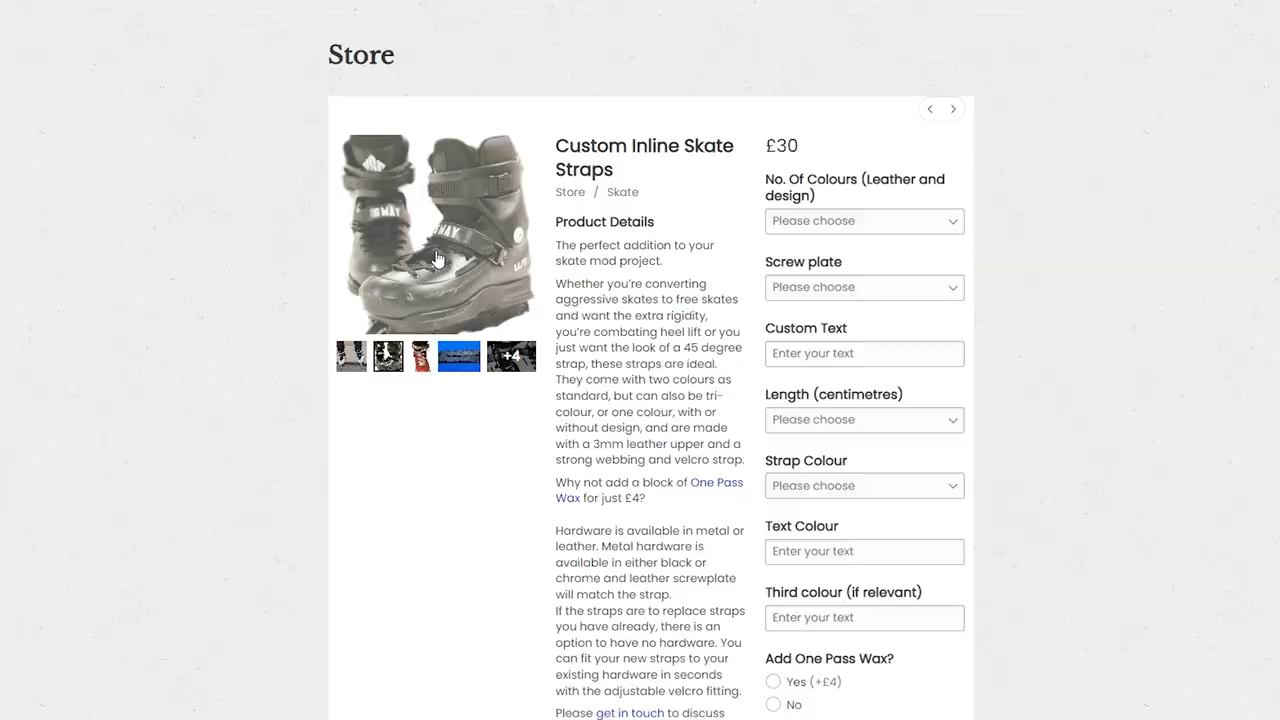 Store
Custom Inline Skate
Straps
Store / Skate
Product Details
The perfect addition to your
skate mod project.
Whether you're converting
aggressive skates to free skates
and want the extra rigidity,
you're combating heel lift or you
just want the look of a 45 degree
strap, these straps are ideal.
They come with two colours as
standard, but can also be tri-
colour, or one colour, with or
without design, and are made
with a 3mm leather upper and a
strong webbing and velcro strap.
Why not add a block of One Pass
Wax for just £4?
Hardware is available in metal or
leather. Metal hardware is
available in either black or
chrome and leather screwplate
will match the strap.
If the straps are to replace straps
you have already, there is an
option to have no hardware. You
can fit your new straps to your
existing hardware in seconds
with the adjustable velcro fitting.
Please get in touch to discuss
+4
£30
No. Of Colours (Leather and
design)
Please choose
Screw plate
Please choose
Custom Text
Enter your text
Length (centimetres)
Please choose
Strap Colour
Please choose
Text Colour
Enter your text
Third colour (if relevant)
Enter your text
Add One Pass Wax?
Yes (+£4)
No